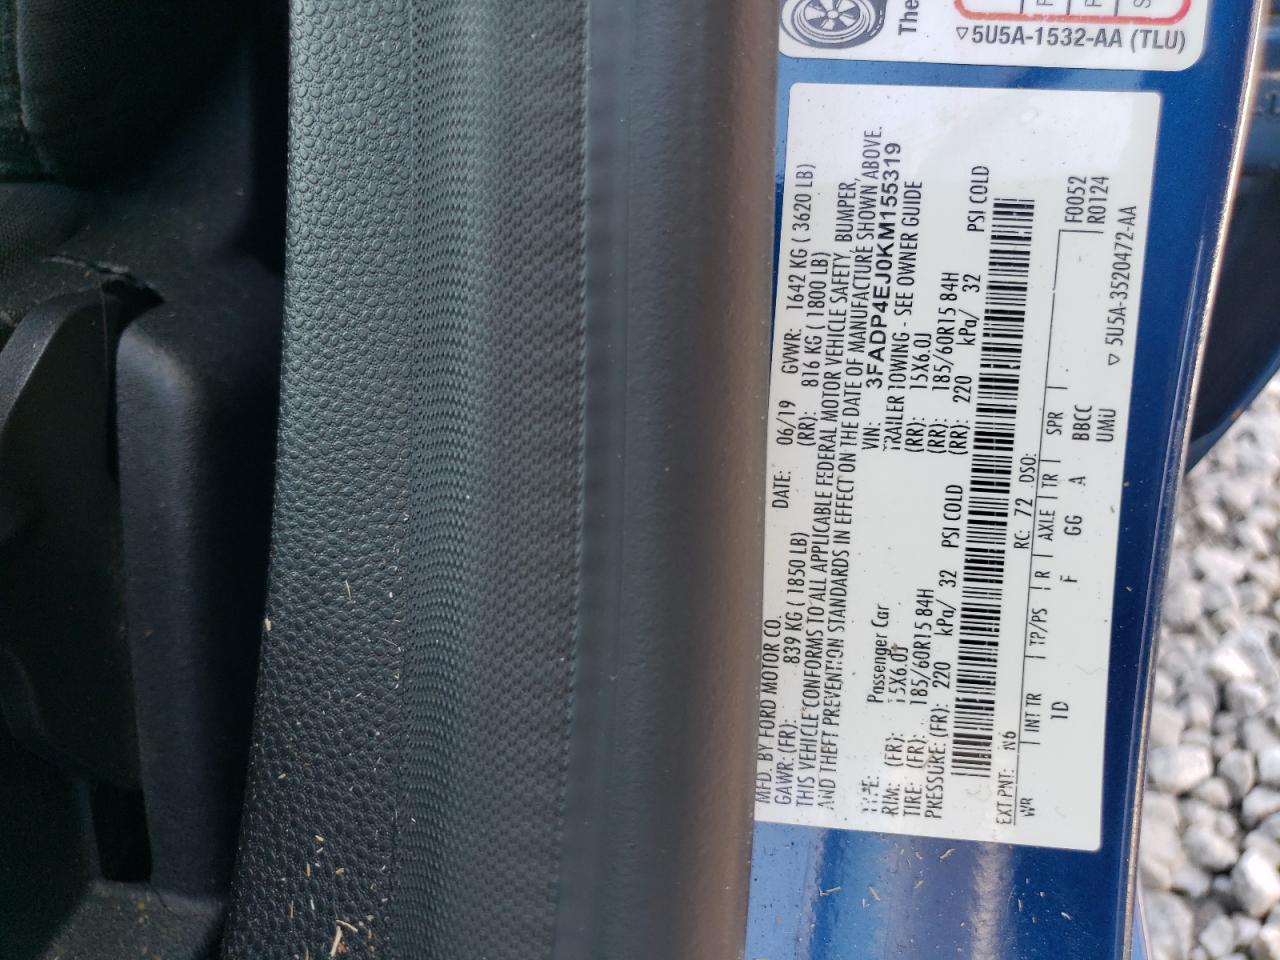 The
▽5U5A-1532-AA (TLU)
MFD. BY FORD MOTOR CO. DATE: 06/19 GVWR: 1642 KG ( 3620 LB)
GAWR: (FR): 839 KG ( 1850 LB) (RR): 816 KG ( 1800 LB)
THIS VEHICLE CONFORMS TO ALL APPLICABLE FEDERAL MOTOR VEHICLE SAFETY, BUMPER,
AND THEFT PREVENTION STANDARDS IN EFFECT ON THE DATE OF MANUFACTURE SHOWN ABOVE.
VIN: 3FADP4EJ0KM155319
TYPE: Passenger Car TRAILER TOWING - SEE OWNER GUIDE
RIM: (FR): 15X6.0J (RR): 15X6.0J
TIRE: (FR): 185/60R15 84H (RR): 185/60R15 84H
PRESSURE: (FR): 220 kPa/ 32 PSI COLD (RR): 220 kPa/ 32 PSI COLD
EXT PNT: N6 RC: 72 DSO: F0052
WR INT TR TP/PS R AXLE TR SPR R0124
1D F GG A BBCC
UMU
▽ 5U5A-3520472-AA